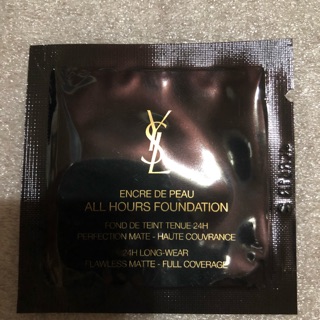 YSL
ENCRE DE PEAU
ALL HOURS FOUNDATION
FOND DE TEINT TENUE 24H
PERFECTION MATE - HAUTE COUVRANCE
24H LONG-WEAR
FLAWLESS MATTE - FULL COVERAGE